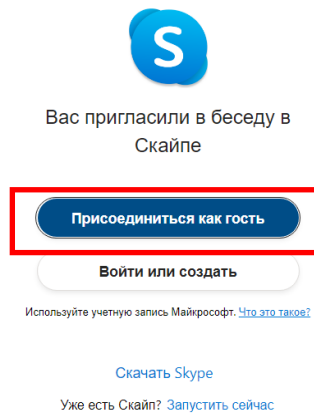 S
Вас пригласили в беседу в
Скайпе
Присоединиться как гость
Войти или создать
Используйте учетную запись Майкрософт. Что это такое?
Скачать Skype
Уже есть Скайп? Запустить сейчас